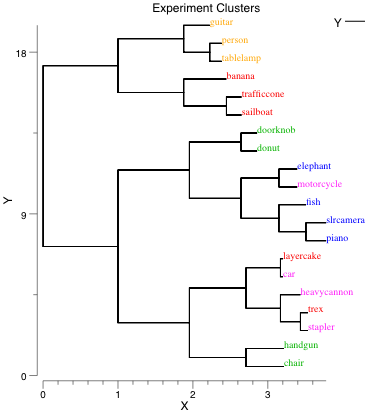 Experiment Clusters
Y
guitar
person
tablelamp
banana
trafficcone
sailboat
doorknob
donut
elephant
motorcycle
fish
slrcamera
piano
layercake
car
heavycannon
trex
stapler
handgun
chair
18
9
0
Y
0 1 2 3
X